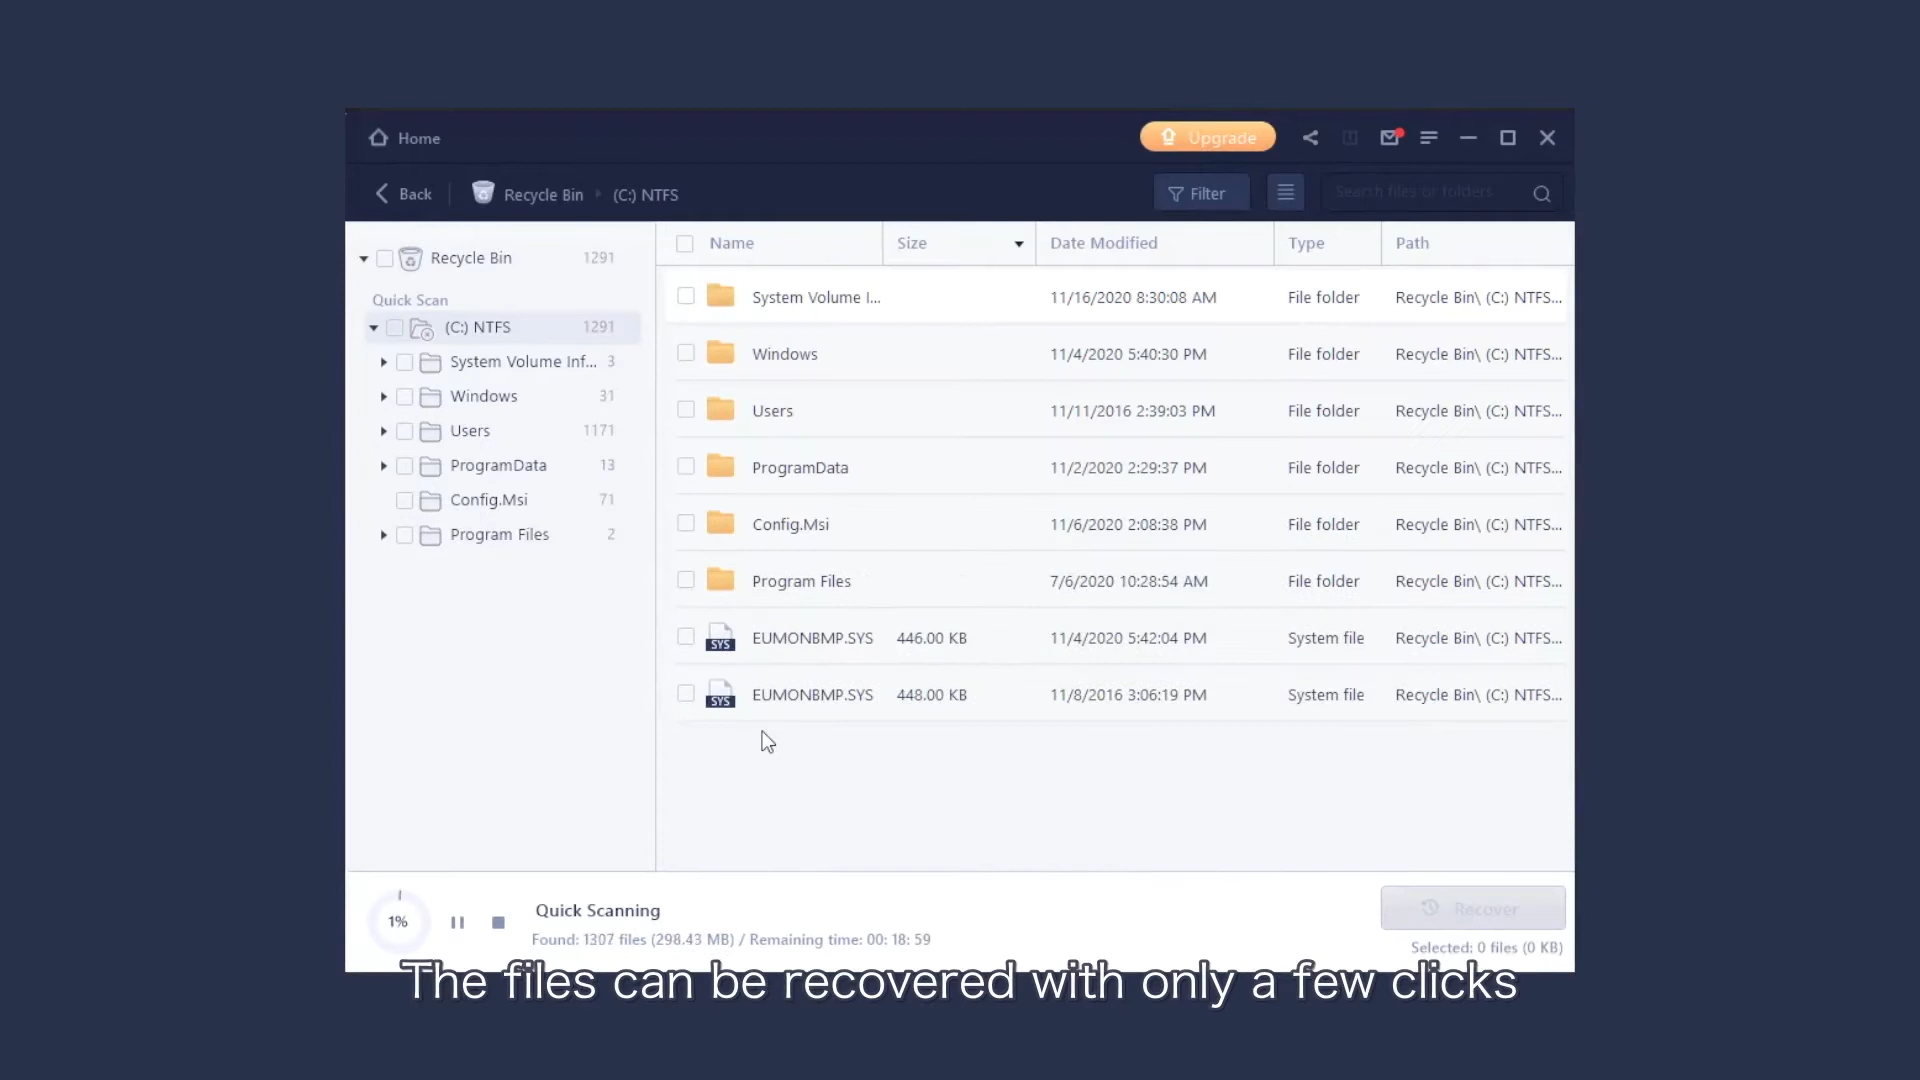 Home
Upgrade
Back
Recycle Bin
(C:) NTFS
Filter
Search files or folders
Recycle Bin 1291
Quick Scan
(C:) NTFS 1291
System Volume Inf... 3
Windows 31
Users 1171
ProgramData 13
Config.Msi 71
Program Files 2
Name Size Date Modified Type Path
System Volume I... 11/16/2020 8:30:08 AM File folder Recycle Bin\ (C:) NTFS...
Windows 11/4/2020 5:40:30 PM File folder Recycle Bin\ (C:) NTFS...
Users 11/11/2016 2:39:03 PM File folder Recycle Bin\ (C:) NTFS...
ProgramData 11/2/2020 2:29:37 PM File folder Recycle Bin\ (C:) NTFS...
Config.Msi 11/6/2020 2:08:38 PM File folder Recycle Bin\ (C:) NTFS...
Program Files 7/6/2020 10:28:54 AM File folder Recycle Bin\ (C:) NTFS...
SYS EUMONBMP.SYS 446.00 KB 11/4/2020 5:42:04 PM System file Recycle Bin\ (C:) NTFS...
SYS EUMONBMP.SYS 448.00 KB 11/8/2016 3:06:19 PM System file Recycle Bin\ (C:) NTFS...
1%
Quick Scanning
Found: 1307 files (298.43 MB) / Remaining time: 00: 18: 59
Recover
Selected: 0 files (0 KB)
The files can be recovered with only a few clicks